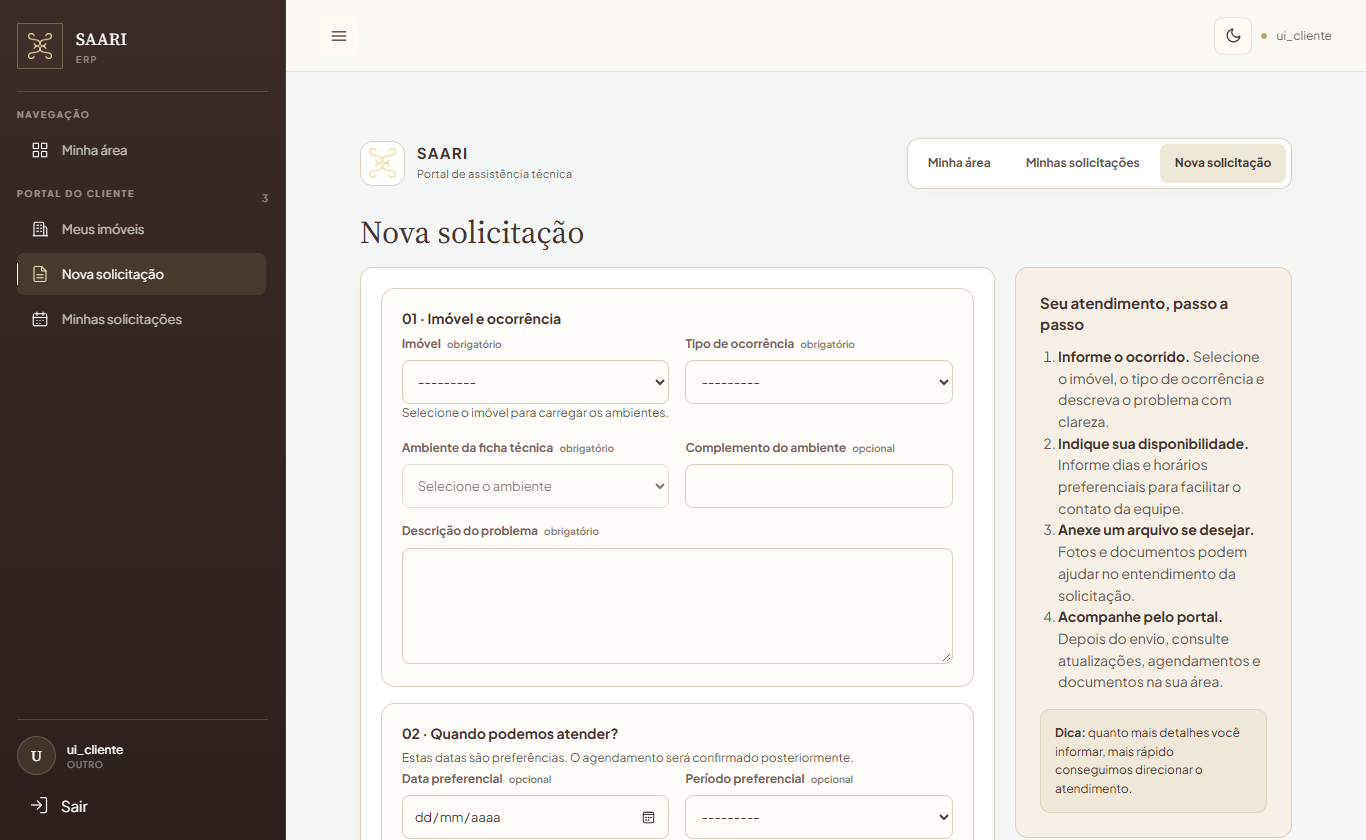 SAARI
ERP
NAVEGAÇÃO
Minha área
PORTAL DO CLIENTE
3
Meus imóveis
Nova solicitação
Minhas solicitações
U
ui_cliente
OUTRO
Sair
ui_cliente
SAARI
Portal de assistência técnica
Minha área
Minhas solicitações
Nova solicitação
Nova solicitação
01 · Imóvel e ocorrência
Imóvel obrigatório
Tipo de ocorrência obrigatório
---------
---------
Selecione o imóvel para carregar os ambientes.
Ambiente da ficha técnica obrigatório
Complemento do ambiente opcional
Selecione o ambiente
Descrição do problema obrigatório
02 · Quando podemos atender?
Estas datas são preferências. O agendamento será confirmado posteriormente.
Data preferencial opcional
Período preferencial opcional
dd/mm/aaaa
---------
Seu atendimento, passo a
passo
1. Informe o ocorrido. Selecione
o imóvel, o tipo de ocorrência e
descreva o problema com
clareza.
2. Indique sua disponibilidade.
Informe dias e horários
preferenciais para facilitar o
contato da equipe.
3. Anexe um arquivo se desejar.
Fotos e documentos podem
ajudar no entendimento da
solicitação.
4. Acompanhe pelo portal.
Depois do envio, consulte
atualizações, agendamentos e
documentos na sua área.
Dica: quanto mais detalhes você
informar, mais rápido
conseguimos direcionar o
atendimento.